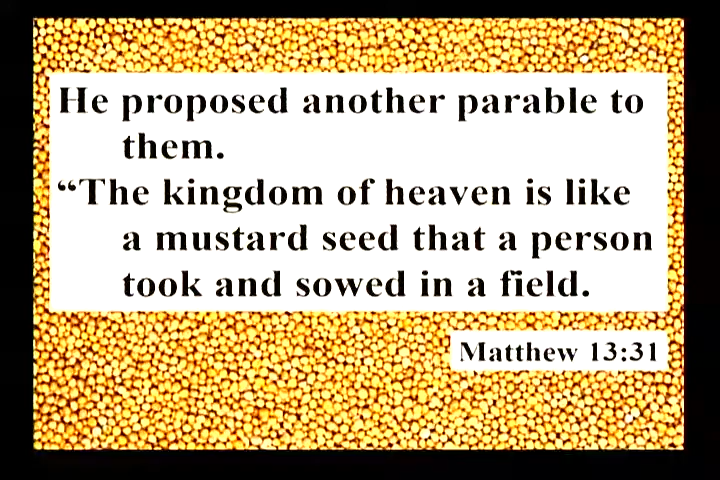 He proposed another parable to
them.
“The kingdom of heaven is like
a mustard seed that a person
took and sowed in a field.
Matthew 13:31